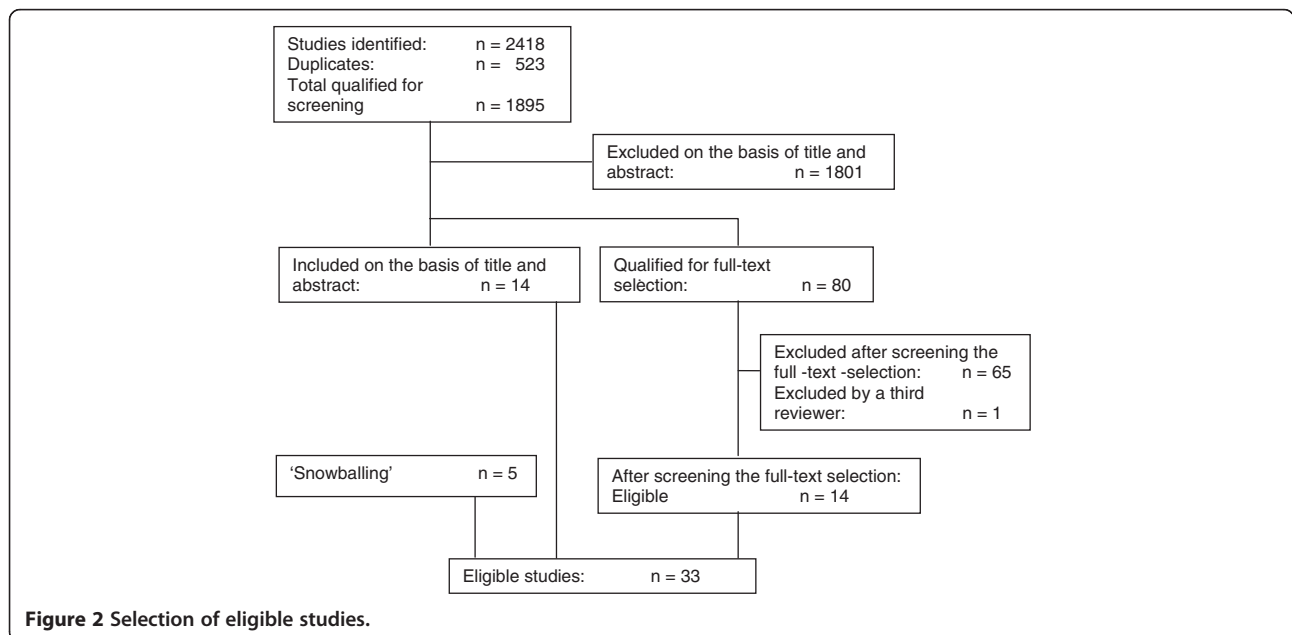 Studies identified: n = 2418
Duplicates: n = 523
Total qualified for
screening n = 1895
Excluded on the basis of title and
abstract: n = 1801
Included on the basis of title and
abstract: n = 14
Qualified for full-text
selection: n = 80
Excluded after screening the
full -text -selection: n = 65
Excluded by a third
reviewer: n = 1
‘Snowballing’ n = 5
After screening the full-text selection:
Eligible n = 14
Eligible studies: n = 33
Figure 2 Selection of eligible studies.